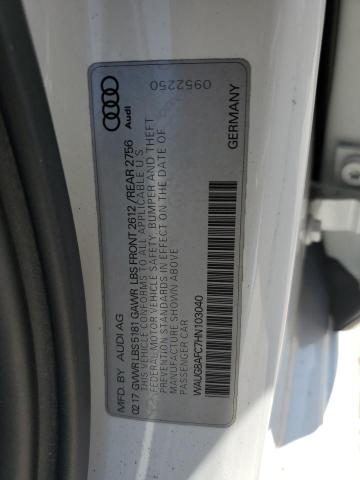 MFD. BY AUDI AG
02 17 GVWR LBS 5181 GAWR LBS FRONT 2612 /REAR 2756
THIS VEHICLE CONFORMS TO ALL APPLICABLE U.S.
FEDERAL MOTOR VEHICLE SAFETY, BUMPER AND THEFT
PREVENTION STANDARDS IN EFFECT ON THE DATE OF
MANUFACTURE SHOWN ABOVE
PASSENGER CAR
WAUG8AFC7HN103040
GERMANY
Audi
0952250